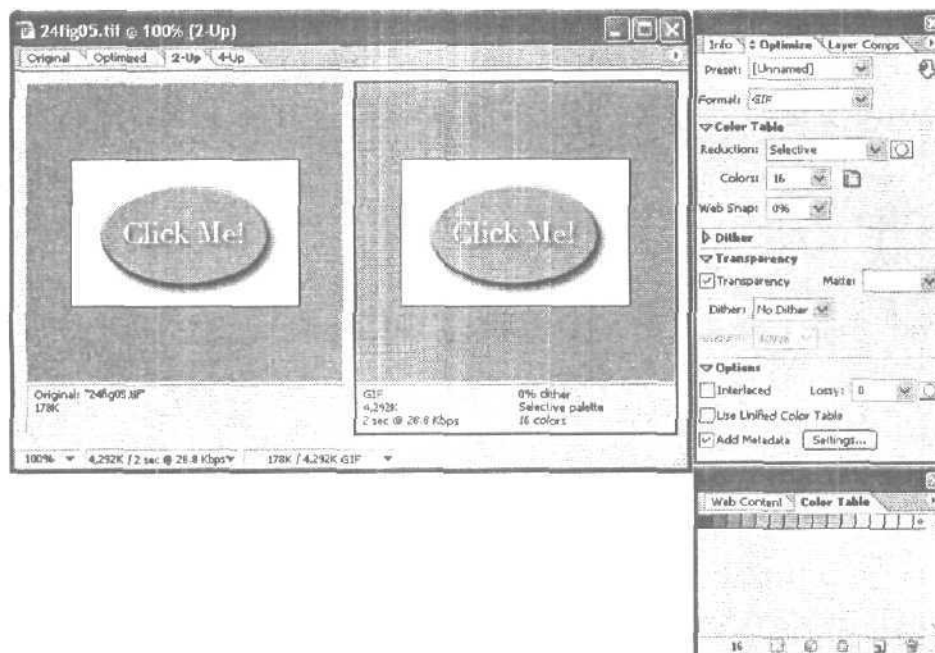 24fig05.tif @ 100% (2-Up)
Original Optimized 2-Up 4-Up
Click Me!
Click Me!
Original: "24fig05.tif"
178K
GIF
4,292K
2 sec @ 28.8 Kbps
0% dither
Selective palette
16 colors
100% 4,292K / 2 sec @ 28.8 Kbps 178K / 4,292K GIF
Info Optimize Layer Comps
Preset: [Unnamed]
Format: GIF
Color Table
Reduction: Selective
Colors: 16
Web Snap: 0%
Dither
Transparency
Transparency Matte:
Dither: No Dither
Options
Interlaced Lossy: 0
Use Unified Color Table
Add Metadata Settings...
Web Content Color Table
16